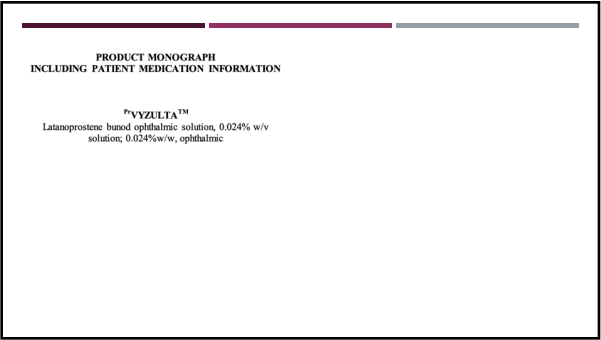 PRODUCT MONOGRAPH
INCLUDING PATIENT MEDICATION INFORMATION
PrVYZULTA™
Latanoprostene bunod ophthalmic solution, 0.024% w/v
solution; 0.024%w/w, ophthalmic